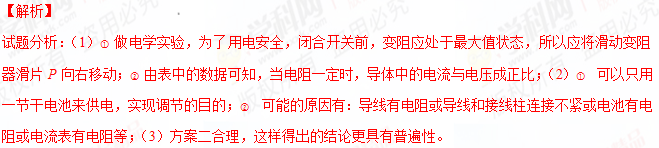 【解析】
试题分析：（1）① 做电学实验，为了用电安全，闭合开关前，变阻应处于最大值状态，所以应将滑动变阻
器滑片 P 向右移动；② 由表中的数据可知，当电阻一定时，导体中的电流与电压成正比；（2）① 可以只用
一节干电池来供电，实现调节的目的；② 可能的原因有：导线有电阻或导线和接线柱连接不紧或电池有电
阻或电流表有电阻等；（3）方案二合理，这样得出的结论更具有普遍性。